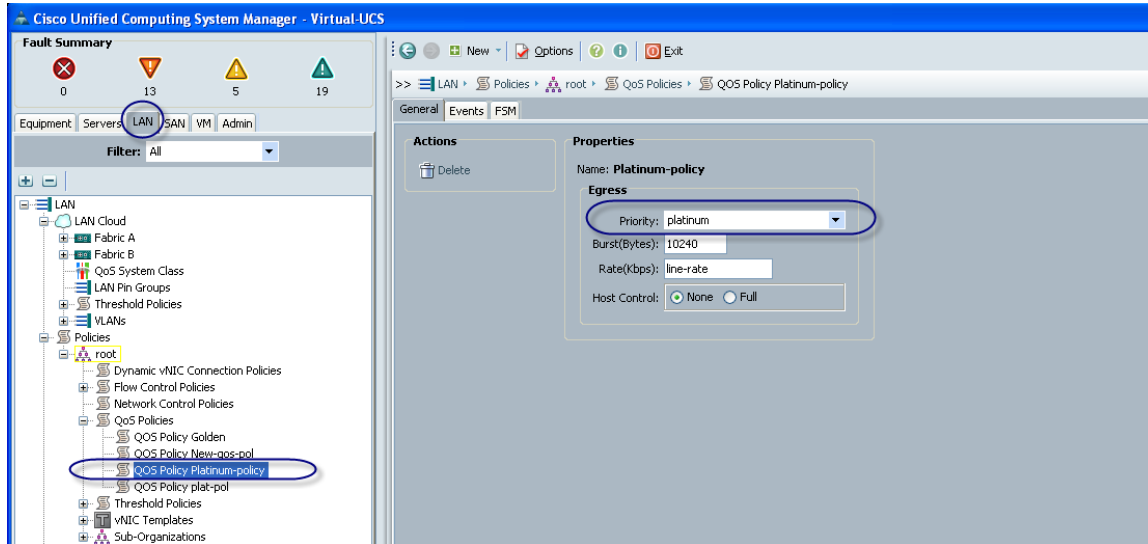 Cisco Unified Computing System Manager - Virtual-UCS
Fault Summary
0 13 5 19
Equipment Servers LAN SAN VM Admin
Filter: All
LAN
LAN Cloud
Fabric A
Fabric B
QoS System Class
LAN Pin Groups
Threshold Policies
VLANs
Policies
root
Dynamic vNIC Connection Policies
Flow Control Policies
Network Control Policies
QoS Policies
QOS Policy Golden
QOS Policy New-qos-pol
QOS Policy Platinum-policy
QOS Policy plat-pol
Threshold Policies
vNIC Templates
Sub-Organizations
New Options Exit
>> LAN Policies root QoS Policies QOS Policy Platinum-policy
General Events FSM
Actions
Delete
Properties
Name: Platinum-policy
Egress
Priority: platinum
Burst(Bytes): 10240
Rate(Kbps): line-rate
Host Control: None Full